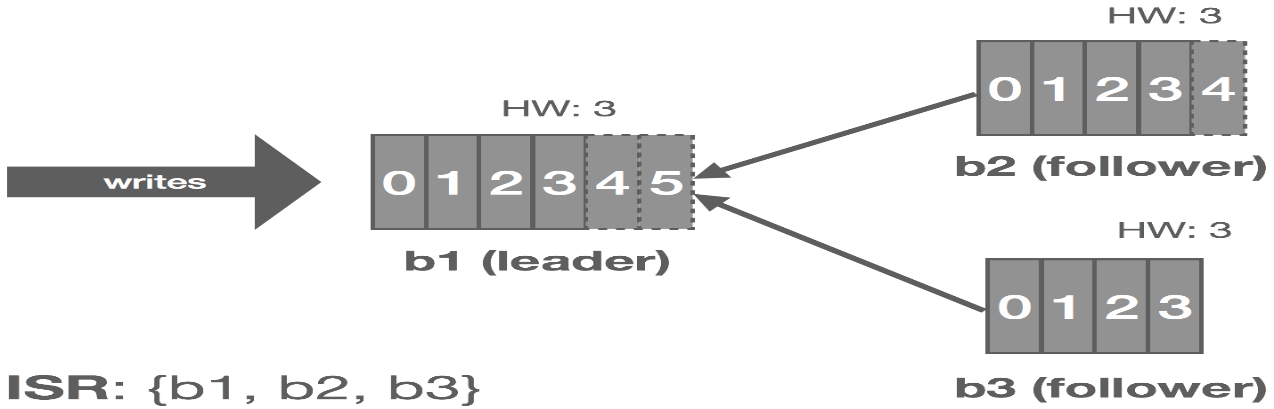 HW: 3
0 1 2 3 4
b2 (follower)
HW: 3
writes
0 1 2 3 4 5
b1 (leader)
HW: 3
0 1 2 3
b3 (follower)
ISR: {b1, b2, b3}